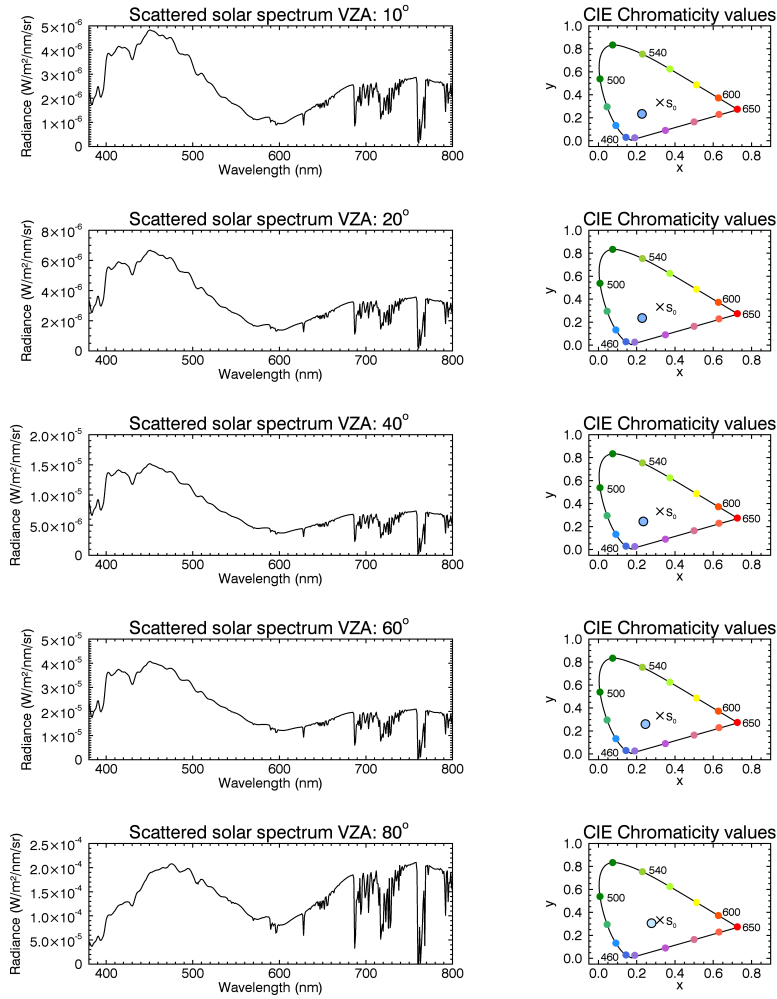 Scattered solar spectrum VZA: 10°
Radiance (W/m²/nm/sr)
5×10⁻⁶
4×10⁻⁶
3×10⁻⁶
2×10⁻⁶
1×10⁻⁶
0
400 500 600 700 800
Wavelength (nm)
CIE Chromaticity values
y
1.0
0.8
0.6
0.4
0.2
0.0
540
500
600
S₀
650
460
0.0 0.2 0.4 0.6 0.8
x
Scattered solar spectrum VZA: 20°
Radiance (W/m²/nm/sr)
8×10⁻⁶
6×10⁻⁶
4×10⁻⁶
2×10⁻⁶
0
400 500 600 700 800
Wavelength (nm)
CIE Chromaticity values
y
1.0
0.8
0.6
0.4
0.2
0.0
540
500
600
S₀
650
460
0.0 0.2 0.4 0.6 0.8
x
Scattered solar spectrum VZA: 40°
Radiance (W/m²/nm/sr)
2.0×10⁻⁵
1.5×10⁻⁵
1.0×10⁻⁵
5.0×10⁻⁶
0
400 500 600 700 800
Wavelength (nm)
CIE Chromaticity values
y
1.0
0.8
0.6
0.4
0.2
0.0
540
500
600
S₀
650
460
0.0 0.2 0.4 0.6 0.8
x
Scattered solar spectrum VZA: 60°
Radiance (W/m²/nm/sr)
5×10⁻⁵
4×10⁻⁵
3×10⁻⁵
2×10⁻⁵
1×10⁻⁵
0
400 500 600 700 800
Wavelength (nm)
CIE Chromaticity values
y
1.0
0.8
0.6
0.4
0.2
0.0
540
500
600
S₀
650
460
0.0 0.2 0.4 0.6 0.8
x
Scattered solar spectrum VZA: 80°
Radiance (W/m²/nm/sr)
2.5×10⁻⁴
2.0×10⁻⁴
1.5×10⁻⁴
1.0×10⁻⁴
5.0×10⁻⁵
0
400 500 600 700 800
Wavelength (nm)
CIE Chromaticity values
y
1.0
0.8
0.6
0.4
0.2
0.0
540
500
600
S₀
650
460
0.0 0.2 0.4 0.6 0.8
x